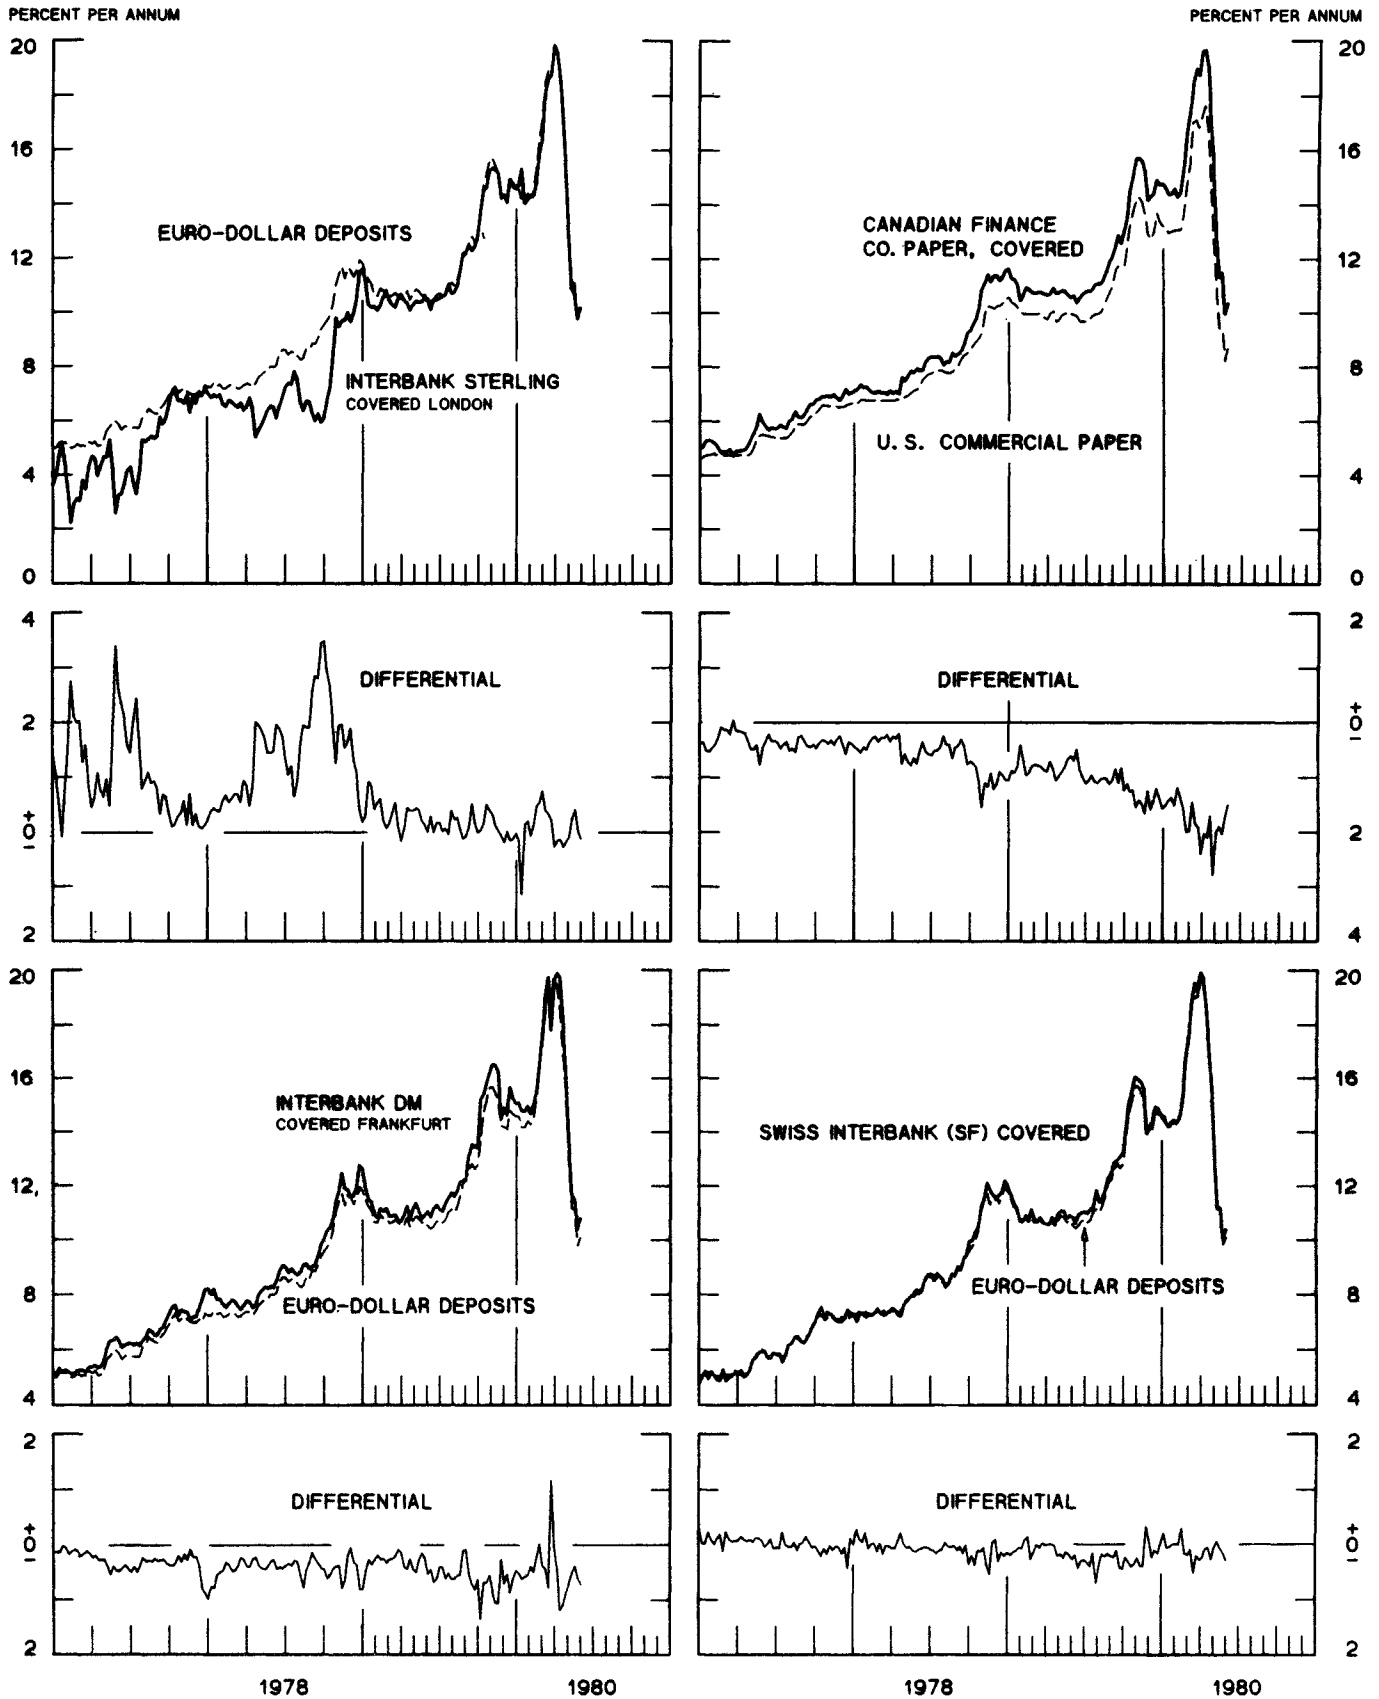 PERCENT PER ANNUM
PERCENT PER ANNUM
20
16
12
8
4
0
EURO-DOLLAR DEPOSITS
INTERBANK STERLING
COVERED LONDON
20
16
12
8
4
0
CANADIAN FINANCE
CO. PAPER, COVERED
U. S. COMMERCIAL PAPER
4
2
+
0
–
2
DIFFERENTIAL
2
+
0
–
2
4
DIFFERENTIAL
20
16
12,
8
4
INTERBANK DM
COVERED FRANKFURT
EURO-DOLLAR DEPOSITS
20
16
12
8
4
SWISS INTERBANK (SF) COVERED
EURO-DOLLAR DEPOSITS
2
+
0
–
2
DIFFERENTIAL
2
+
0
–
2
DIFFERENTIAL
1978
1980
1978
1980